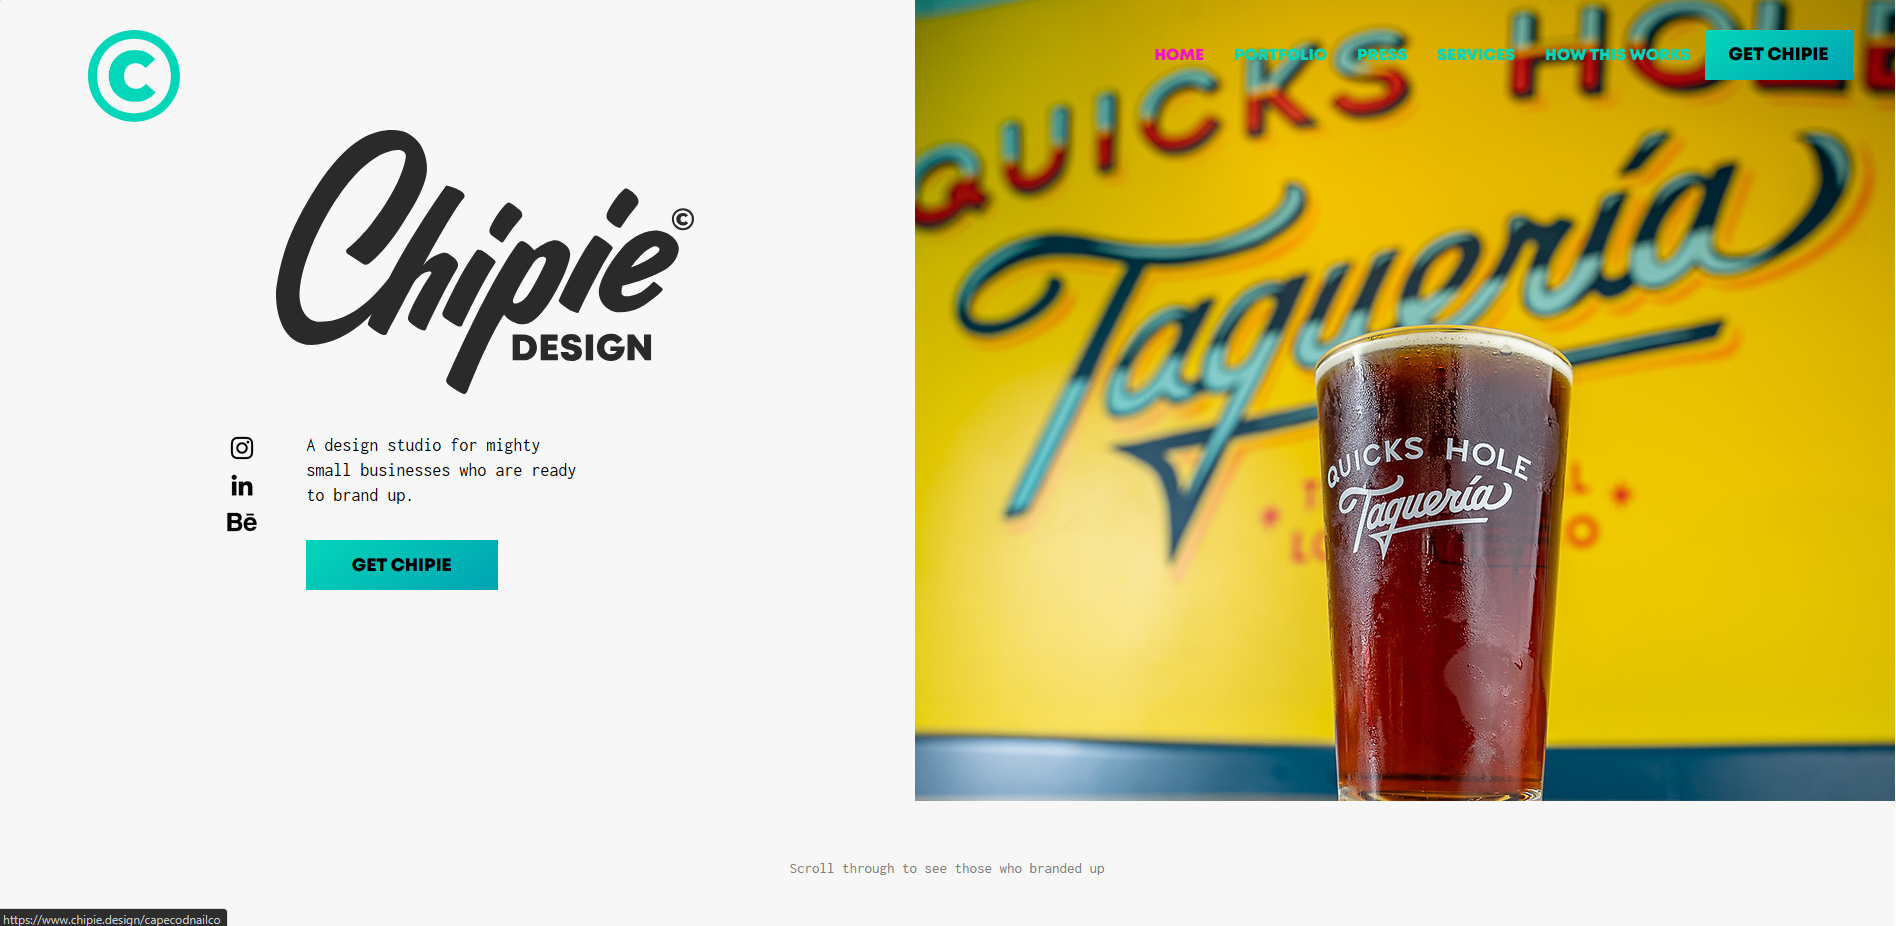 ©
HOME PORTFOLIO PRESS SERVICES HOW THIS WORKS GET CHIPIE
Chipie©
DESIGN
A design studio for mighty
small businesses who are ready
to brand up.
in
Bē
GET CHIPIE
QUICKS HOLE
Taquería
QUICKS HOLE
Taquería
Scroll through to see those who branded up
https://www.chipie.design/capecodnailco